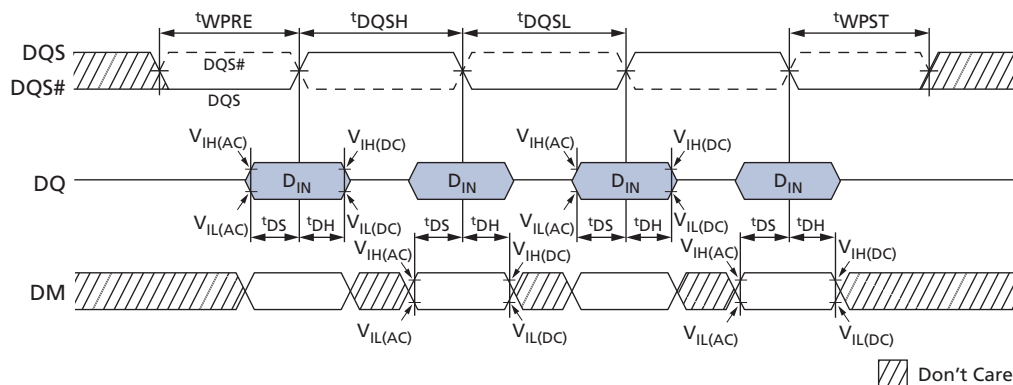 tWPRE tDQSH tDQSL tWPST
DQS
DQS#
DQS#
DQS
VIH(AC) VIH(DC) VIH(AC) VIH(DC)
DQ DIN DIN DIN DIN
VIL(AC) tDS tDH VIL(DC) tDS tDH VIL(AC) tDS tDH VIL(DC) tDS tDH
VIH(AC) VIH(DC) VIH(AC) VIH(DC)
DM
VIL(AC) VIL(DC) VIL(AC) VIL(DC)
Don't Care